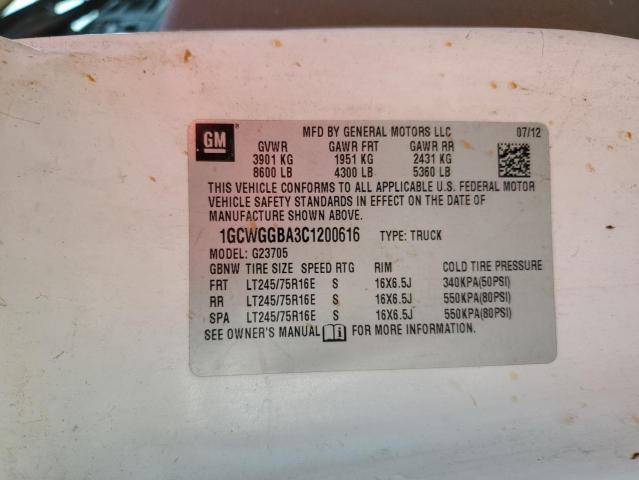 GM MFD BY GENERAL MOTORS LLC 07/12
GVWR GAWR FRT GAWR RR
3901 KG 1951 KG 2431 KG
8600 LB 4300 LB 5360 LB
THIS VEHICLE CONFORMS TO ALL APPLICABLE U.S. FEDERAL MOTOR
VEHICLE SAFETY STANDARDS IN EFFECT ON THE DATE OF
MANUFACTURE SHOWN ABOVE.
1GCWGGBA3C1200616 TYPE: TRUCK
MODEL: G23705
GBNW TIRE SIZE SPEED RTG RIM COLD TIRE PRESSURE
FRT LT245/75R16E S 16X6.5J 340KPA(50PSI)
RR LT245/75R16E S 16X6.5J 550KPA(80PSI)
SPA LT245/75R16E S 16X6.5J 550KPA(80PSI)
SEE OWNER'S MANUAL FOR MORE INFORMATION.